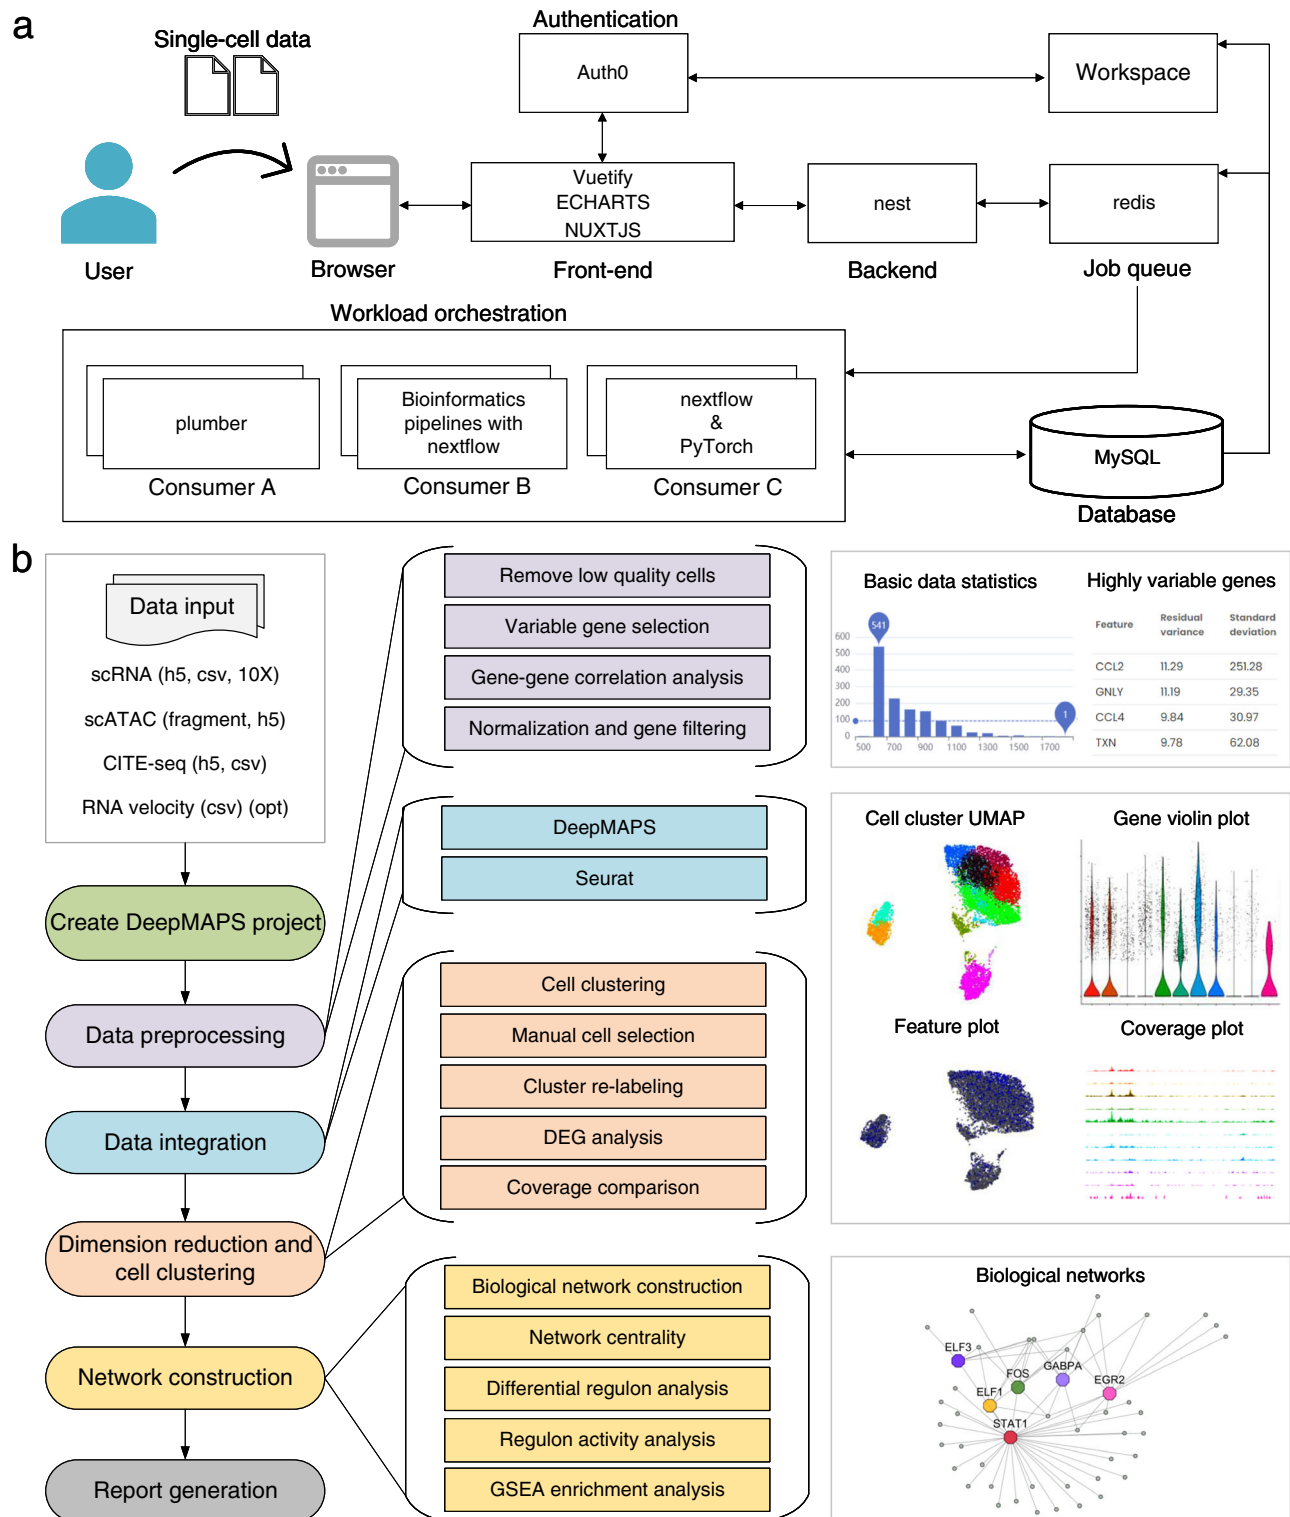 a
Single-cell data
Authentication
Auth0
Workspace
Vuetify
ECHARTS
NUXTJS
nest
redis
User
Browser
Front-end
Backend
Job queue
Workload orchestration
plumber
Bioinformatics
pipelines with
nextflow
nextflow
&
PyTorch
Consumer A
Consumer B
Consumer C
MySQL
Database
b
Data input
scRNA (h5, csv, 10X)
scATAC (fragment, h5)
CITE-seq (h5, csv)
RNA velocity (csv) (opt)
Create DeepMAPS project
Data preprocessing
Data integration
Dimension reduction and
cell clustering
Network construction
Report generation
Remove low quality cells
Variable gene selection
Gene-gene correlation analysis
Normalization and gene filtering
DeepMAPS
Seurat
Cell clustering
Manual cell selection
Cluster re-labeling
DEG analysis
Coverage comparison
Biological network construction
Network centrality
Differential regulon analysis
Regulon activity analysis
GSEA enrichment analysis
Basic data statistics
541
600
500
400
300
200
100
0
1
500 700 900 1100 1300 1500 1700
Highly variable genes
Feature Residual variance Standard deviation
CCL2 11.29 251.28
GNLY 11.19 29.35
CCL4 9.84 30.97
TXN 9.78 62.08
Cell cluster UMAP
Gene violin plot
Feature plot
Coverage plot
Biological networks
ELF3
FOS
GABPA
EGR2
ELF1
STAT1